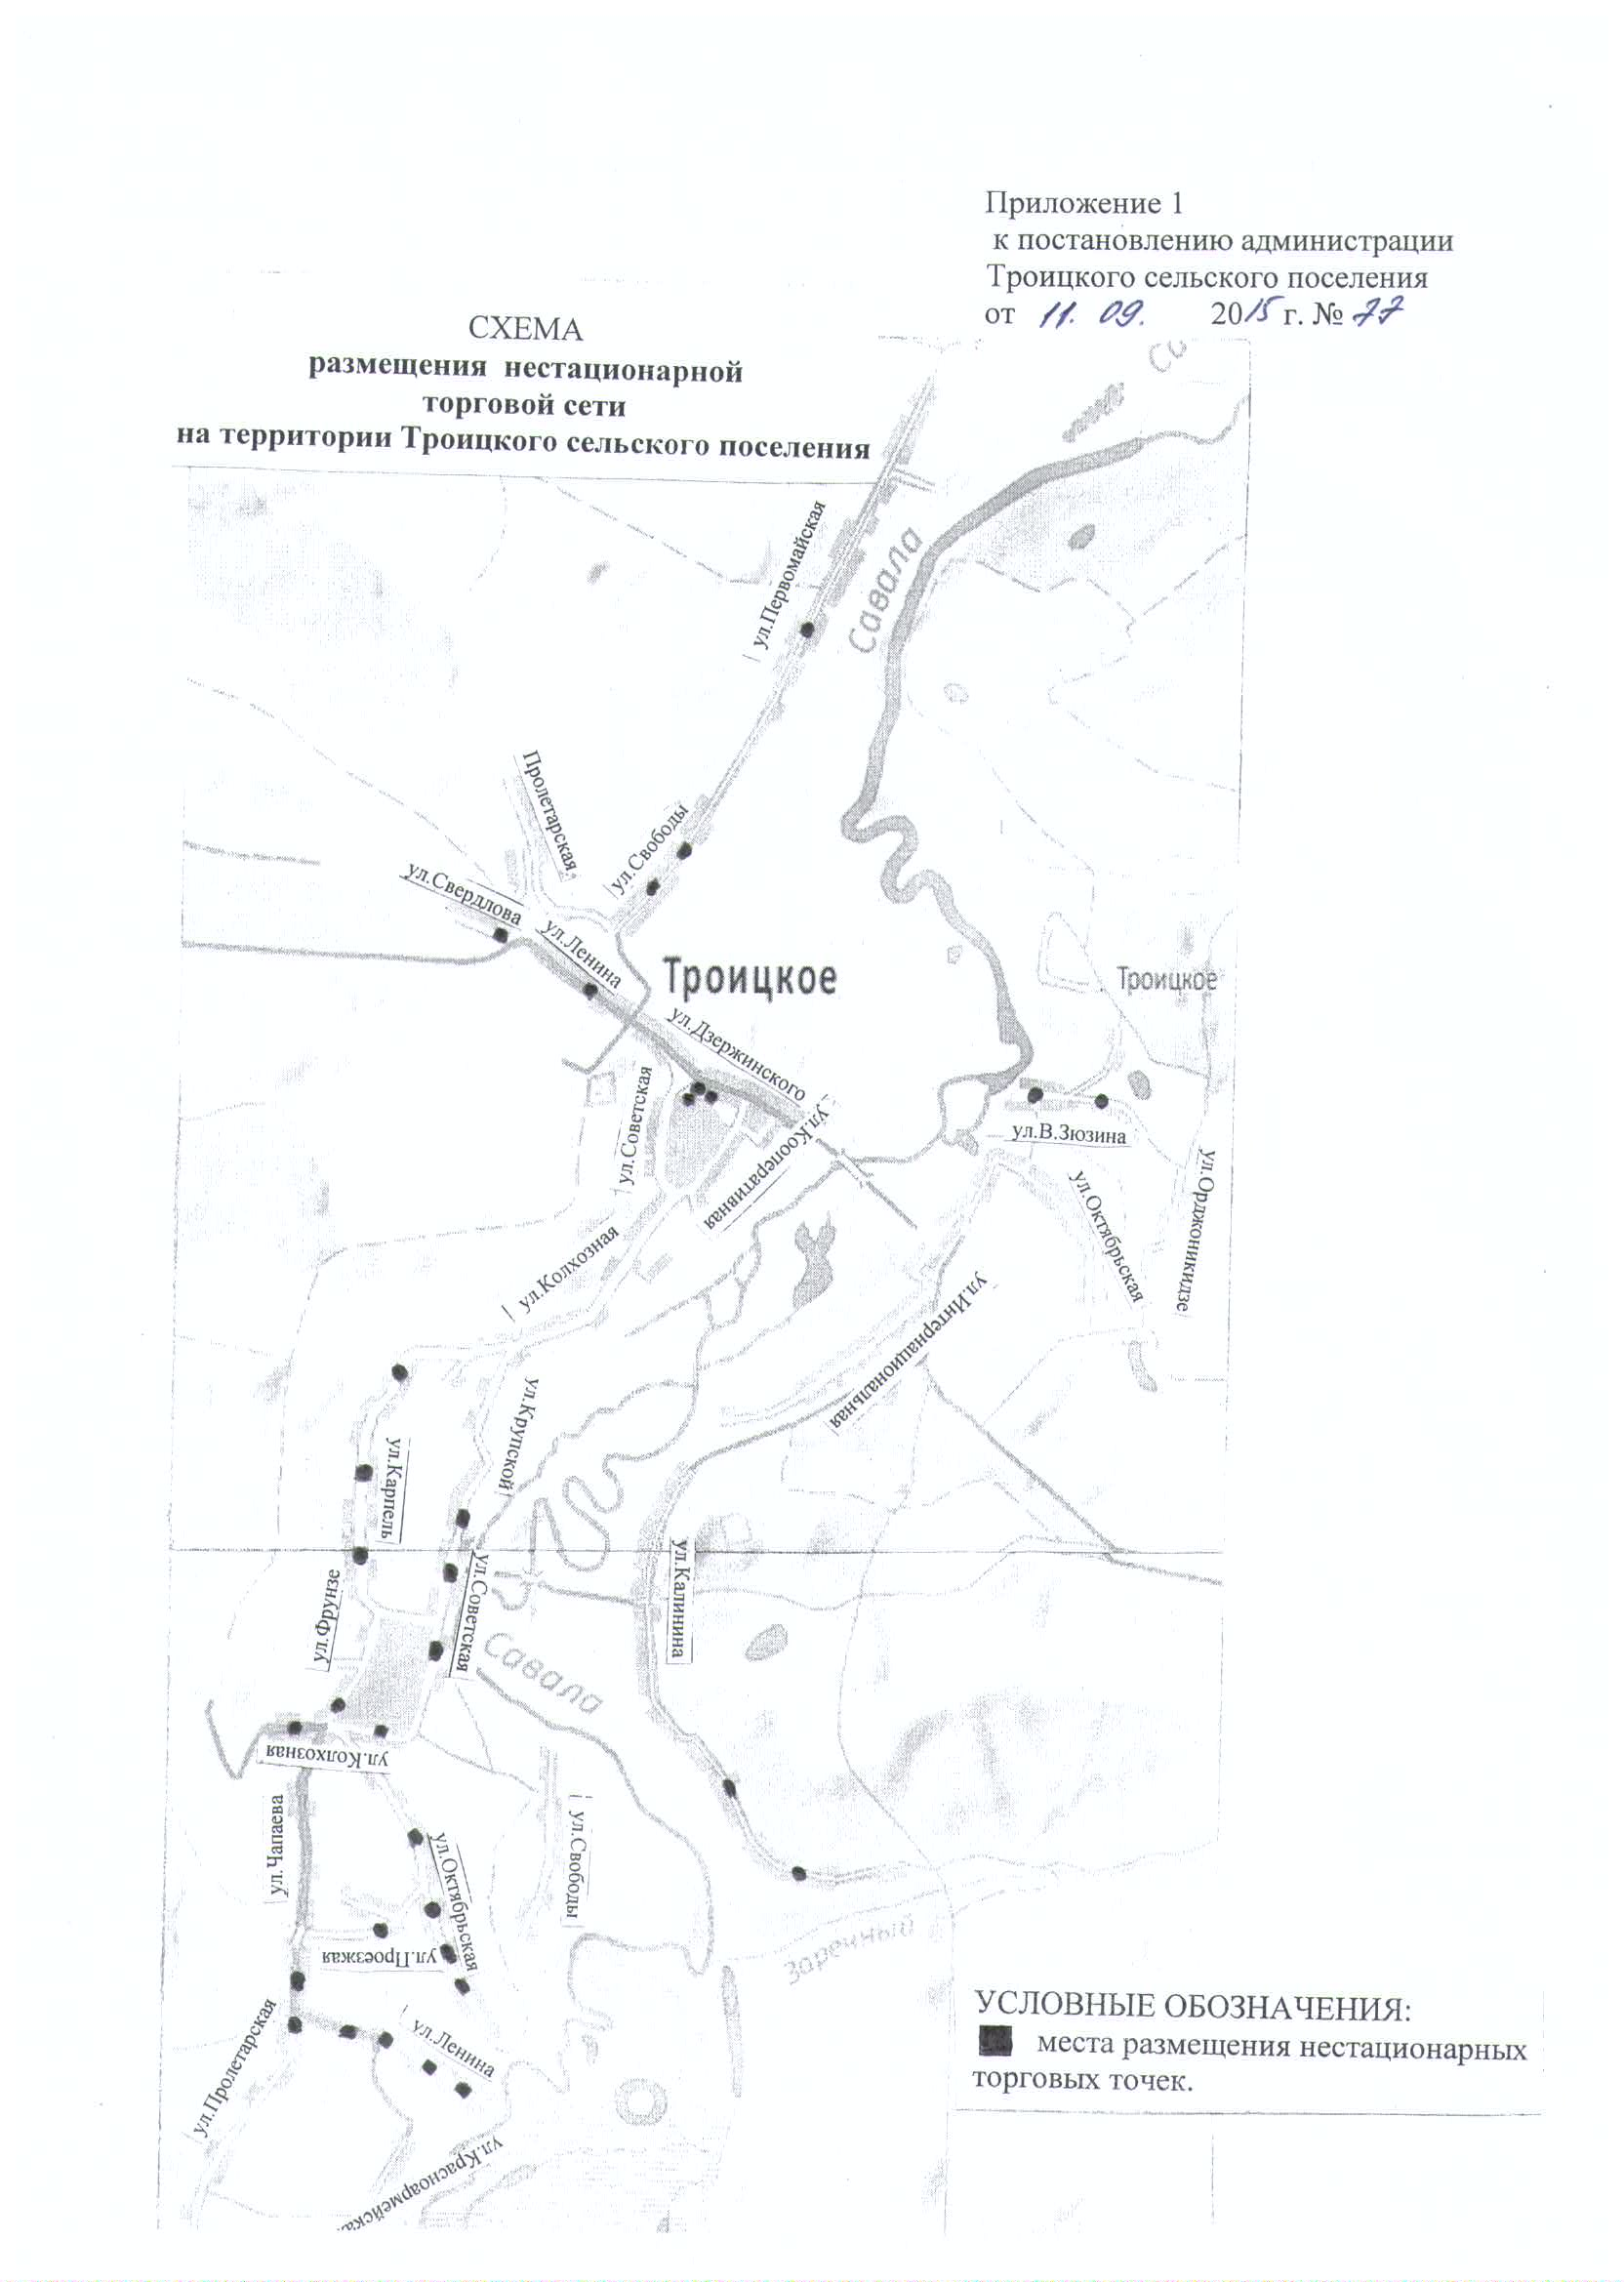 Приложение 1
к постановлению администрации
Троицкого сельского поселения
от 11. 09. 2015 г. № 77
СХЕМА
размещения нестационарной
торговой сети
на территории Троицкого сельского поселения
ул.Первомайская
Савала
Пролетарская
ул.Свободы
ул.Свердлова
ул.Ленина
Троицкое
Троицкое
ул.Дзержинского
ул.Советская
ул.Кооперативная
ул.В.Зюзина
ул.Октябрьская
ул.Орджоникидзе
ул.Колхозная
ул.Интернациональная
ул.Крупской
ул.Карпель
ул.Калинина
ул.Фрунзе
ул.Советская
Савала
ул.Колхозная
ул.Чапаева
ул.Октябрьская
ул.Свободы
ул.Проезжая
Заречный
ул.Пролетарская
ул.Ленина
ул.Красноармейска
УСЛОВНЫЕ ОБОЗНАЧЕНИЯ:
места размещения нестационарных
торговых точек.